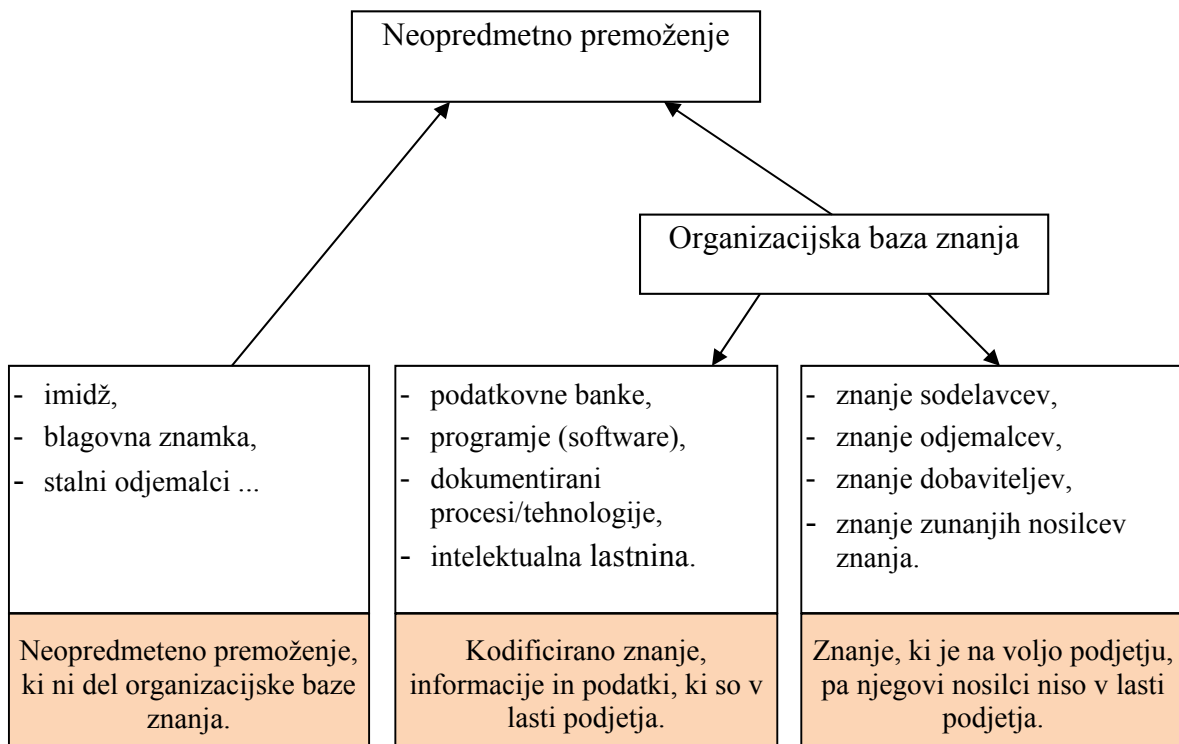 Neopredmetno premoženje
Organizacijska baza znanja
- imidž,
- blagovna znamka,
- stalni odjemalci ...
Neopredmeteno premoženje,
ki ni del organizacijske baze
znanja.
- podatkovne banke,
- programje (software),
- dokumentirani
procesi/tehnologije,
- intelektualna lastnina.
Kodificirano znanje,
informacije in podatki, ki so v
lasti podjetja.
- znanje sodelavcev,
- znanje odjemalcev,
- znanje dobaviteljev,
- znanje zunanjih nosilcev
znanja.
Znanje, ki je na voljo podjetju,
pa njegovi nosilci niso v lasti
podjetja.